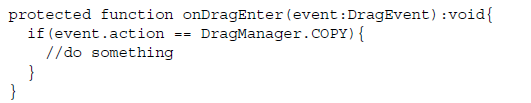 protected function onDragEnter(event:DragEvent):void{
  if(event.action == DragManager.COPY){
    //do something
  }
}